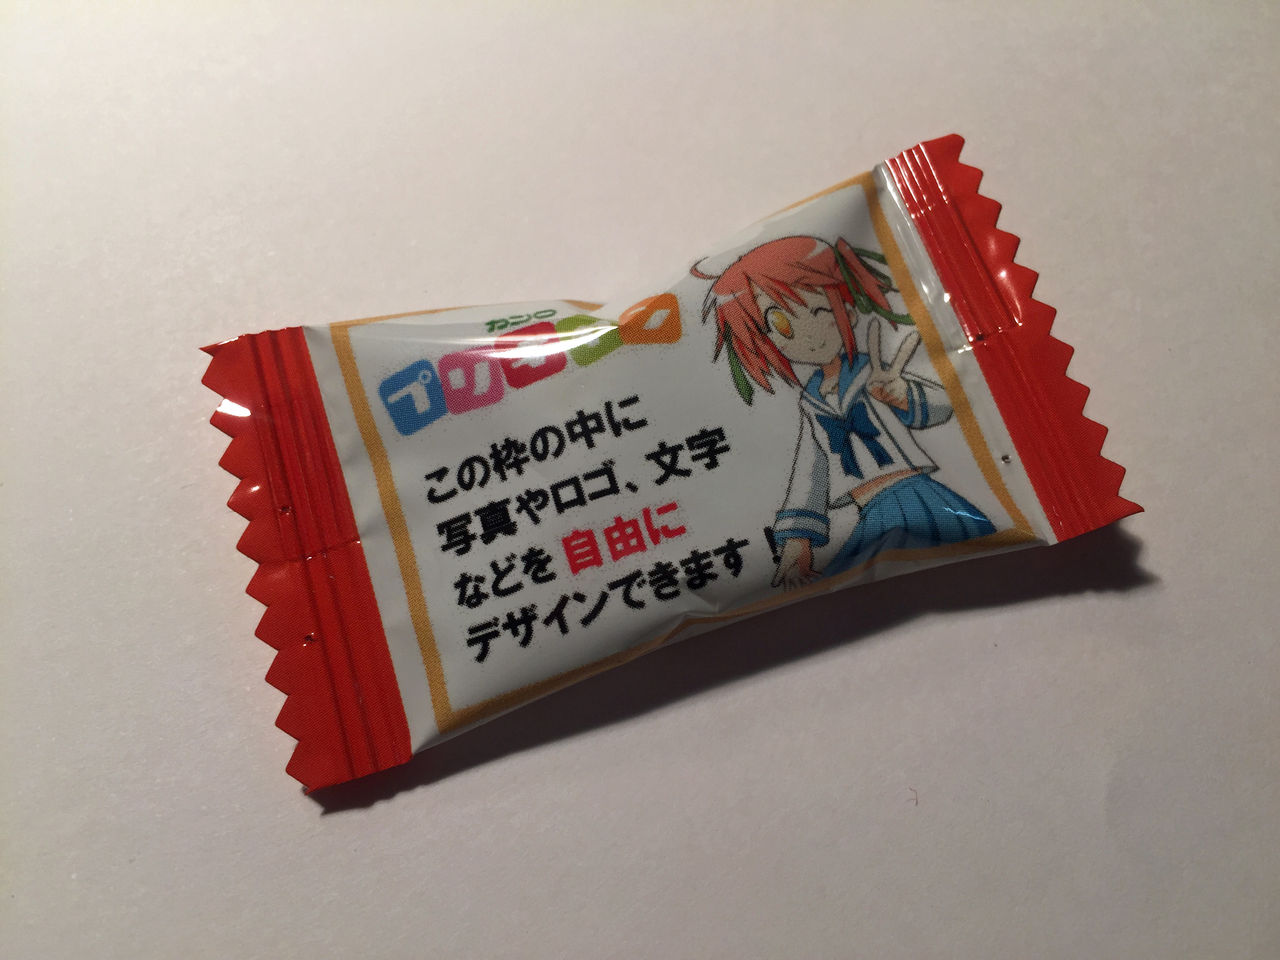 カンロ
プリ
この枠の中に
写真やロゴ、文字
などを 自由に
デザインできます！